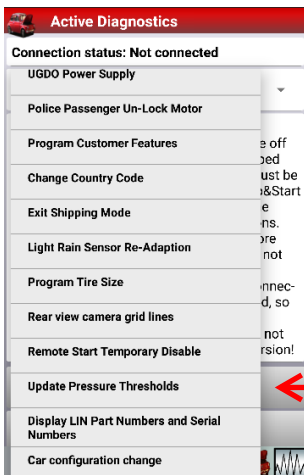 Active Diagnostics
Connection status: Not connected
UGDO Power Supply
Police Passenger Un-Lock Motor
Program Customer Features
e off
ped
Change Country Code
ust be
o&Start
Exit Shipping Mode
e
ns.
Light Rain Sensor Re-Adaption
ore
not
Program Tire Size
nnec-
d, so
Rear view camera grid lines
not
Remote Start Temporary Disable
rsion!
Update Pressure Thresholds
Display LIN Part Numbers and Serial
Numbers
Car configuration change